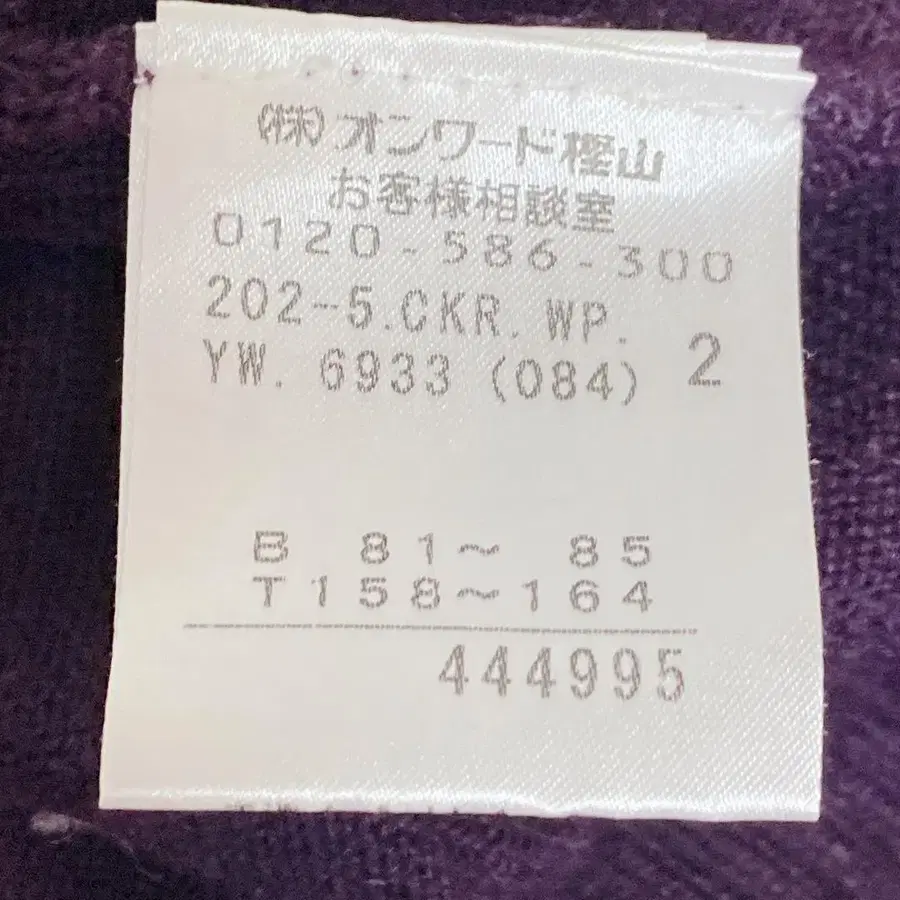 (株)オンワード樫山
お客様相談室
0120-586-300
202-5.CKR.WP.
YW. 6933 (084) 2
B 81~ 85
T158~164
444995